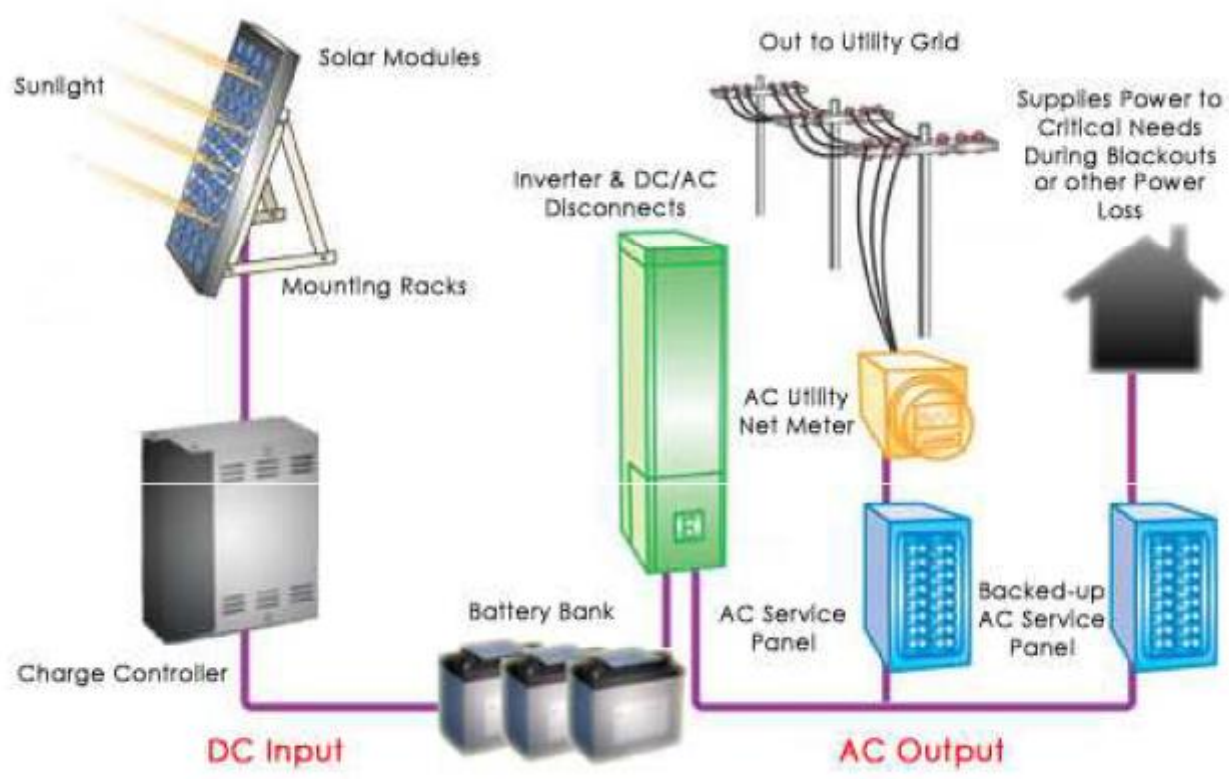 Sunlight
Solar Modules
Mounting Racks
Out to Utility Grid
Supplies Power to
Critical Needs
During Blackouts
or other Power
Loss
Inverter & DC/AC
Disconnects
AC Utility
Net Meter
Charge Controller
Battery Bank
AC Service
Panel
Backed-up
AC Service
Panel
DC Input
AC Output